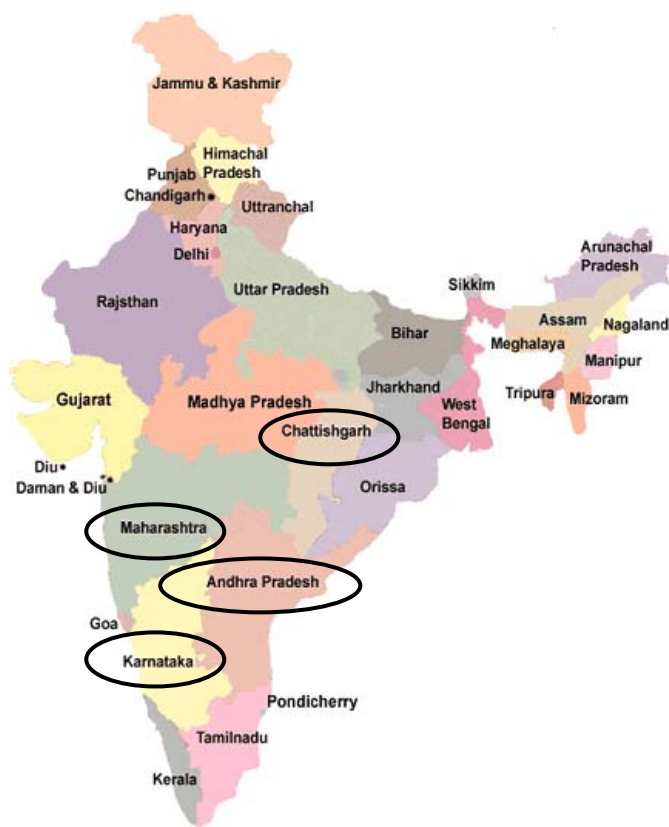 Jammu & Kashmir
Himachal
Pradesh
Punjab
Chandigarh
Uttranchal
Haryana
Delhi
Arunachal
Pradesh
Sikkim
Rajsthan
Uttar Pradesh
Assam
Nagaland
Bihar
Meghalaya
Manipur
Jharkhand
Tripura
Mizoram
Gujarat
Madhya Pradesh
West
Bengal
Chattishgarh
Diu
Daman & Diu
Orissa
Maharashtra
Andhra Pradesh
Goa
Karnataka
Pondicherry
Tamilnadu
Kerala